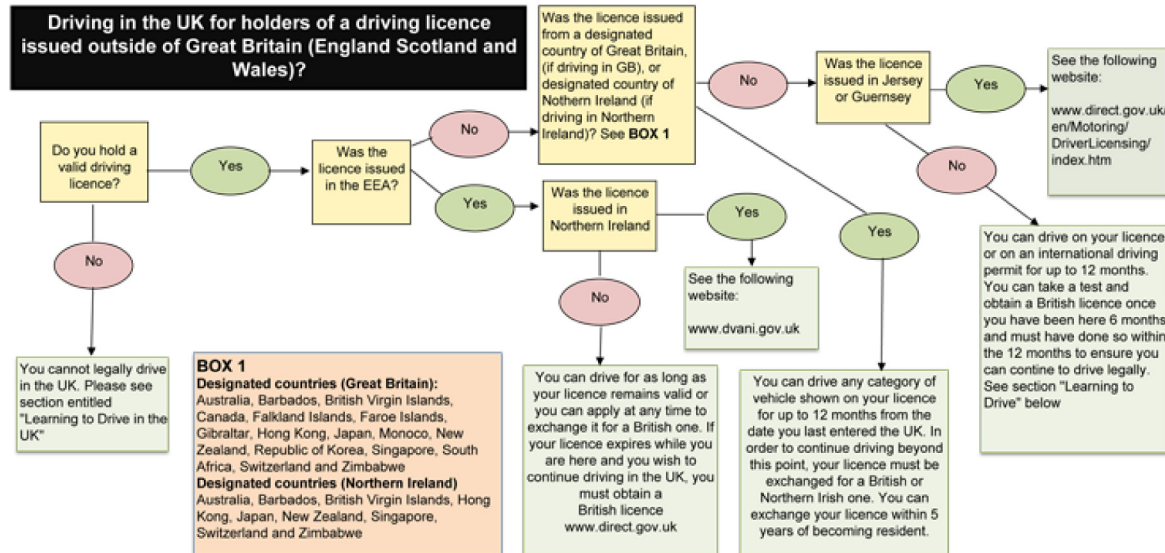 Driving in the UK for holders of a driving licence
issued outside of Great Britain (England Scotland and
Wales)?
Do you hold
a valid
driving
licence?
Yes
No
You cannot legally drive
in the UK. Please see
section entitled
"Learning to Drive in the
UK"
Was the
licence issued
in the EEA?
No
Yes
Was the licence issued
from a designated
country of Great Britain,
(if driving in GB), or
designated country of
Nothern Ireland (if
driving in Northern
Ireland)? See BOX 1
No
Yes
Was the licence
issued in Jersey
or Guernsey
Yes
No
See the following
website:
www.direct.gov.uk/
en/Motoring/
DriverLicensing/
index.htm
You can drive on your licence
or on an international driving
permit for up to 12 months.
You can take a test and
obtain a British licence once
you have been here 6 months
and must have done so within
the 12 months to ensure you
can contine to drive legally.
See section "Learning to
Drive" below
Was the licence
issued in
Northern Ireland
Yes
No
See the following
website:
www.dvani.gov.uk
You can drive for as long as
your licence remains valid or
you can apply at any time to
exchange it for a British one. If
your licence expires while you
are here and you wish to
continue driving in the UK, you
must obtain a
British licence
www.direct.gov.uk
You can drive any category of
vehicle shown on your licence
for up to 12 months from the
date you last entered the UK. In
order to continue driving beyond
this point, your licence must be
exchanged for a British or
Northern Irish one. You can
exchange your licence within 5
years of becoming resident.
BOX 1
Designated countries (Great Britain):
Australia, Barbados, British Virgin Islands,
Canada, Falkland Islands, Faroe Islands,
Gibraltar, Hong Kong, Japan, Monoco, New
Zealand, Republic of Korea, Singapore, South
Africa, Switzerland and Zimbabwe
Designated countries (Northern Ireland)
Australia, Barbados, British Virgin Islands, Hong
Kong, Japan, New Zealand, Singapore,
Switzerland and Zimbabwe